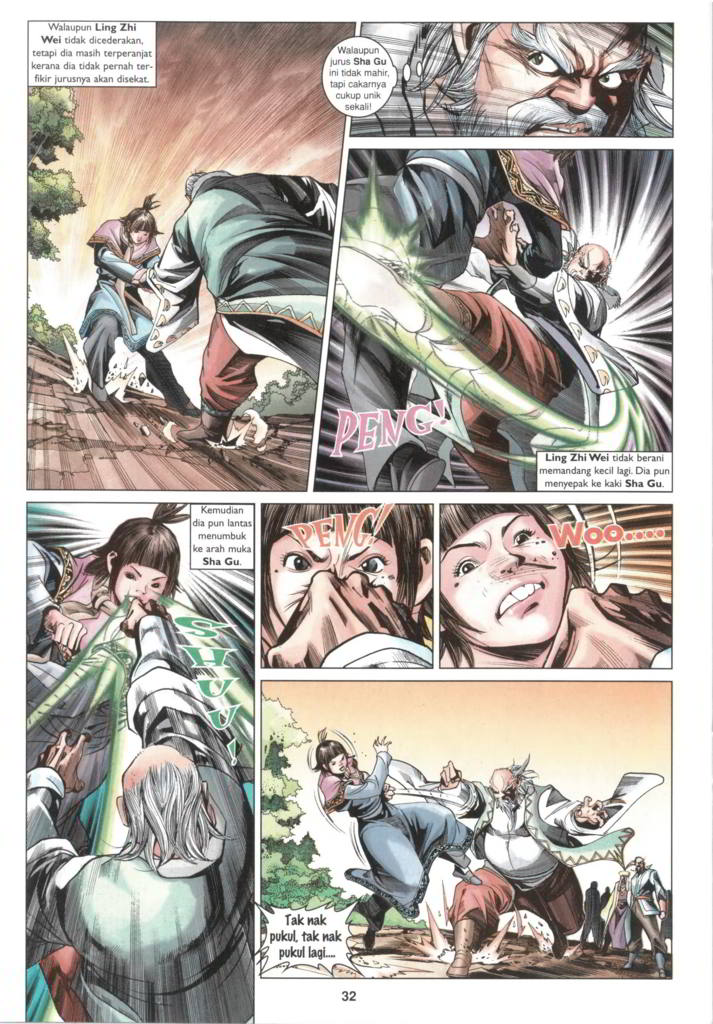 Walaupun Ling Zhi
Wei tidak dicederakan,
tetapi dia masih terperanjat
kerana dia tidak pernah ter-
fikir jurusnya akan disekat.
Walaupun
jurus Sha Gu
ini tidak mahir,
tapi cakarnya
cukup unik
sekali!
PENG!
Ling Zhi Wei tidak berani
memandang kecil lagi. Dia pun
menyepak ke kaki Sha Gu.
Kemudian
dia pun lantas
menumbuk
ke arah muka
Sha Gu.
SHUU!
PENG!
Woo.....
Tak nak
pukul, tak nak
pukul lagi....
32